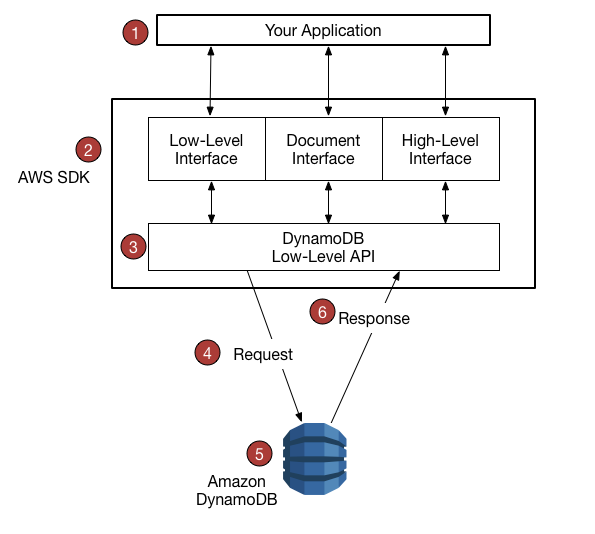 1
Your Application
2
AWS SDK
Low-Level
Interface
Document
Interface
High-Level
Interface
3
DynamoDB
Low-Level API
6
Response
4
Request
5
Amazon
DynamoDB